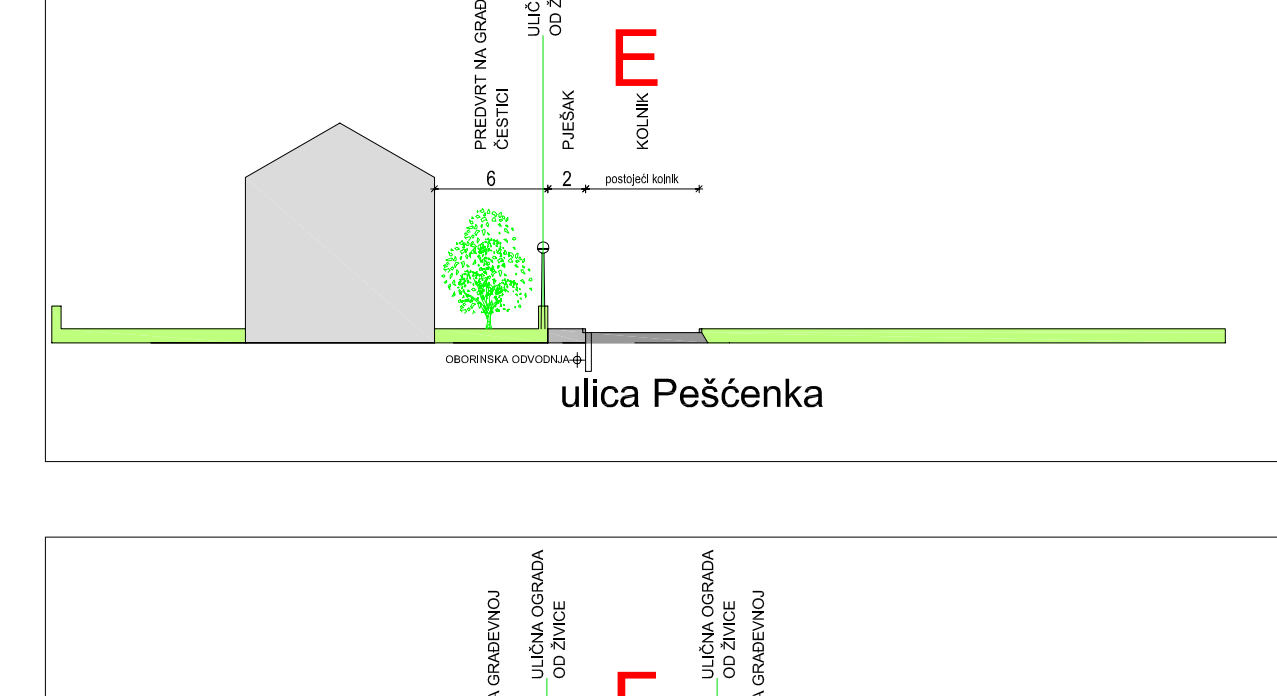 PREDVRT NA
ČESTICI
OD
PJEŠAK
E
KOLNIK
6
2
postojeći kolnik
OBORINSKA ODVODNJA
ulica Pešćenka
GRAĐEVNOJ
ULIČNA OGRADA
OD ŽIVICE
ULIČNA OGRADA
OD ŽIVICE
GRAĐEVNOJ